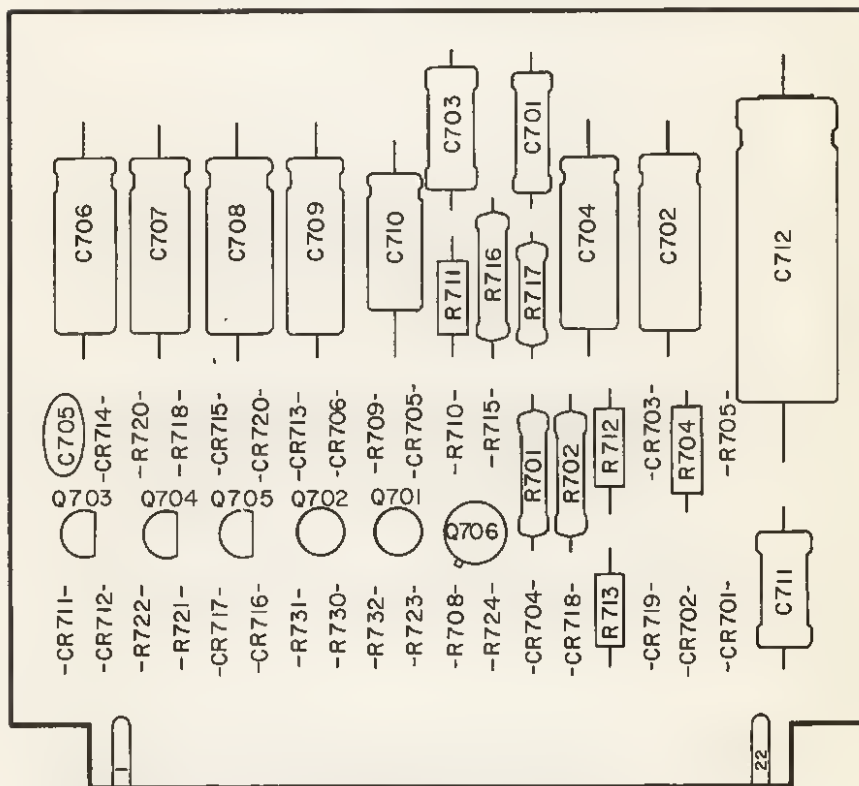 C703
C701
C706
C707
C708
C709
C710
R711
R716
R717
C704
C702
C712
C705
-CR714-
-R720-
-R718-
-CR715-
-CR720-
-CR713-
-CR706-
-R709-
-CR705-
-R710-
-R715-
R701
R702
R712
-CR703-
R704
-R705-
Q703
Q704
Q705
Q702
Q701
Q706
-CR711-
-CR712-
-R722-
-R721-
-CR717-
-CR716-
-R731-
-R730-
-R732-
-R723-
-R708-
-R724-
-CR704-
-CR718-
R713
-CR719-
-CR702-
-CR701-
C711
1
22